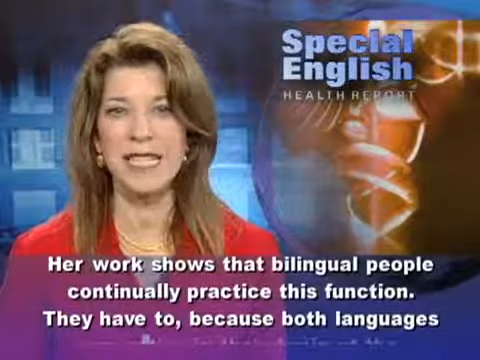 Special
English
HEALTH REPORT
Her work shows that bilingual people
continually practice this function.
They have to, because both languages